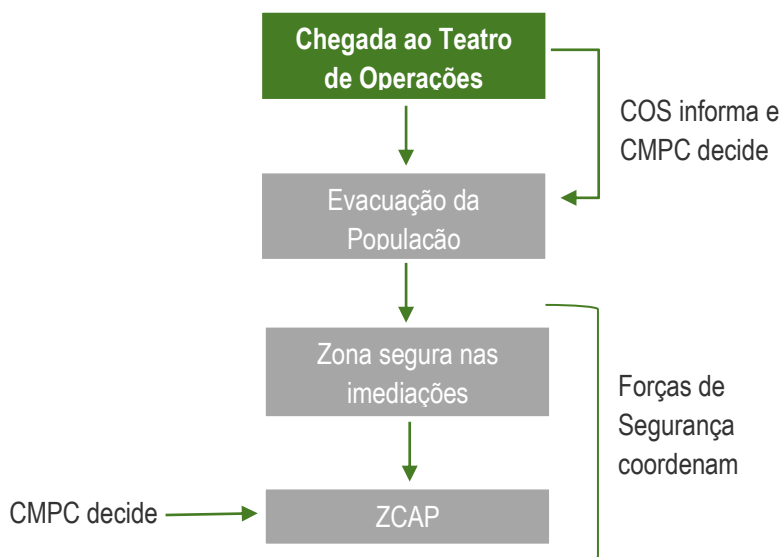 Chegada ao Teatro
de Operações
COS informa e
CMPC decide
Evacuação da
População
Zona segura nas
imediações
Forças de
Segurança
coordenam
CMPC decide
ZCAP